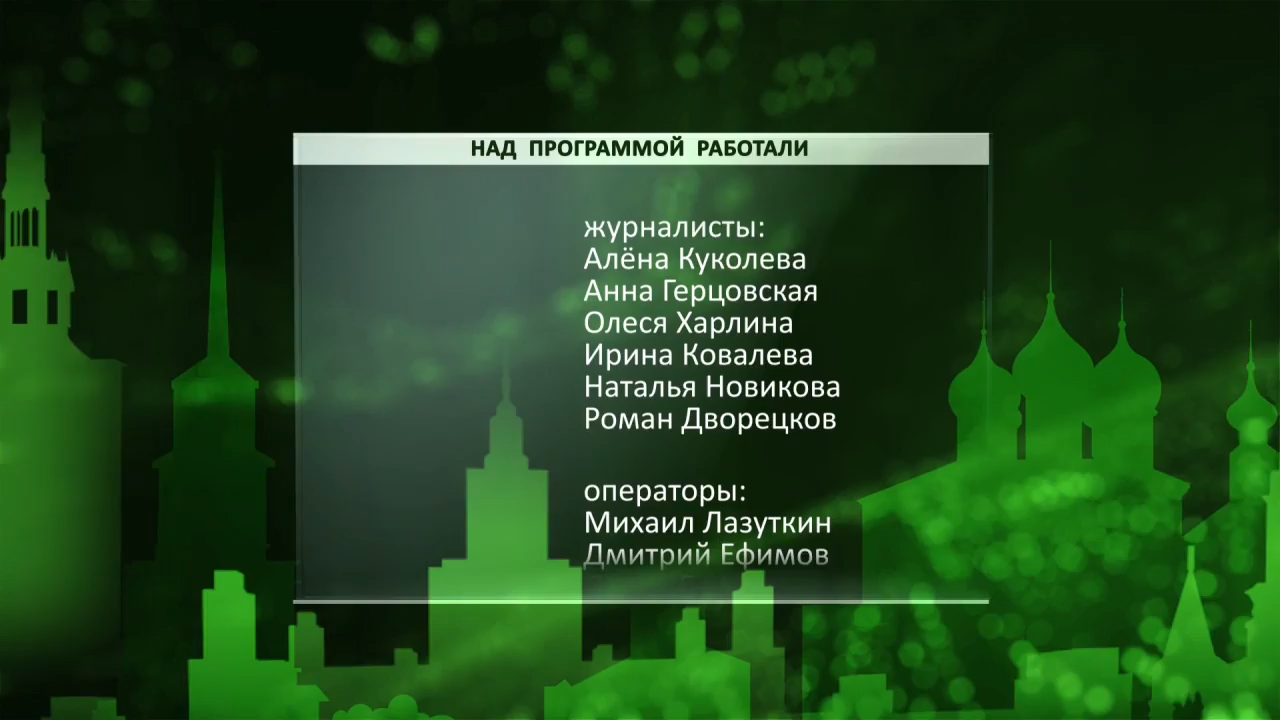 НАД ПРОГРАММОЙ РАБОТАЛИ
журналисты:
Алёна Куколева
Анна Герцовская
Олеся Харлина
Ирина Ковалева
Наталья Новикова
Роман Дворецков
операторы:
Михаил Лазуткин
Дмитрий Ефимов